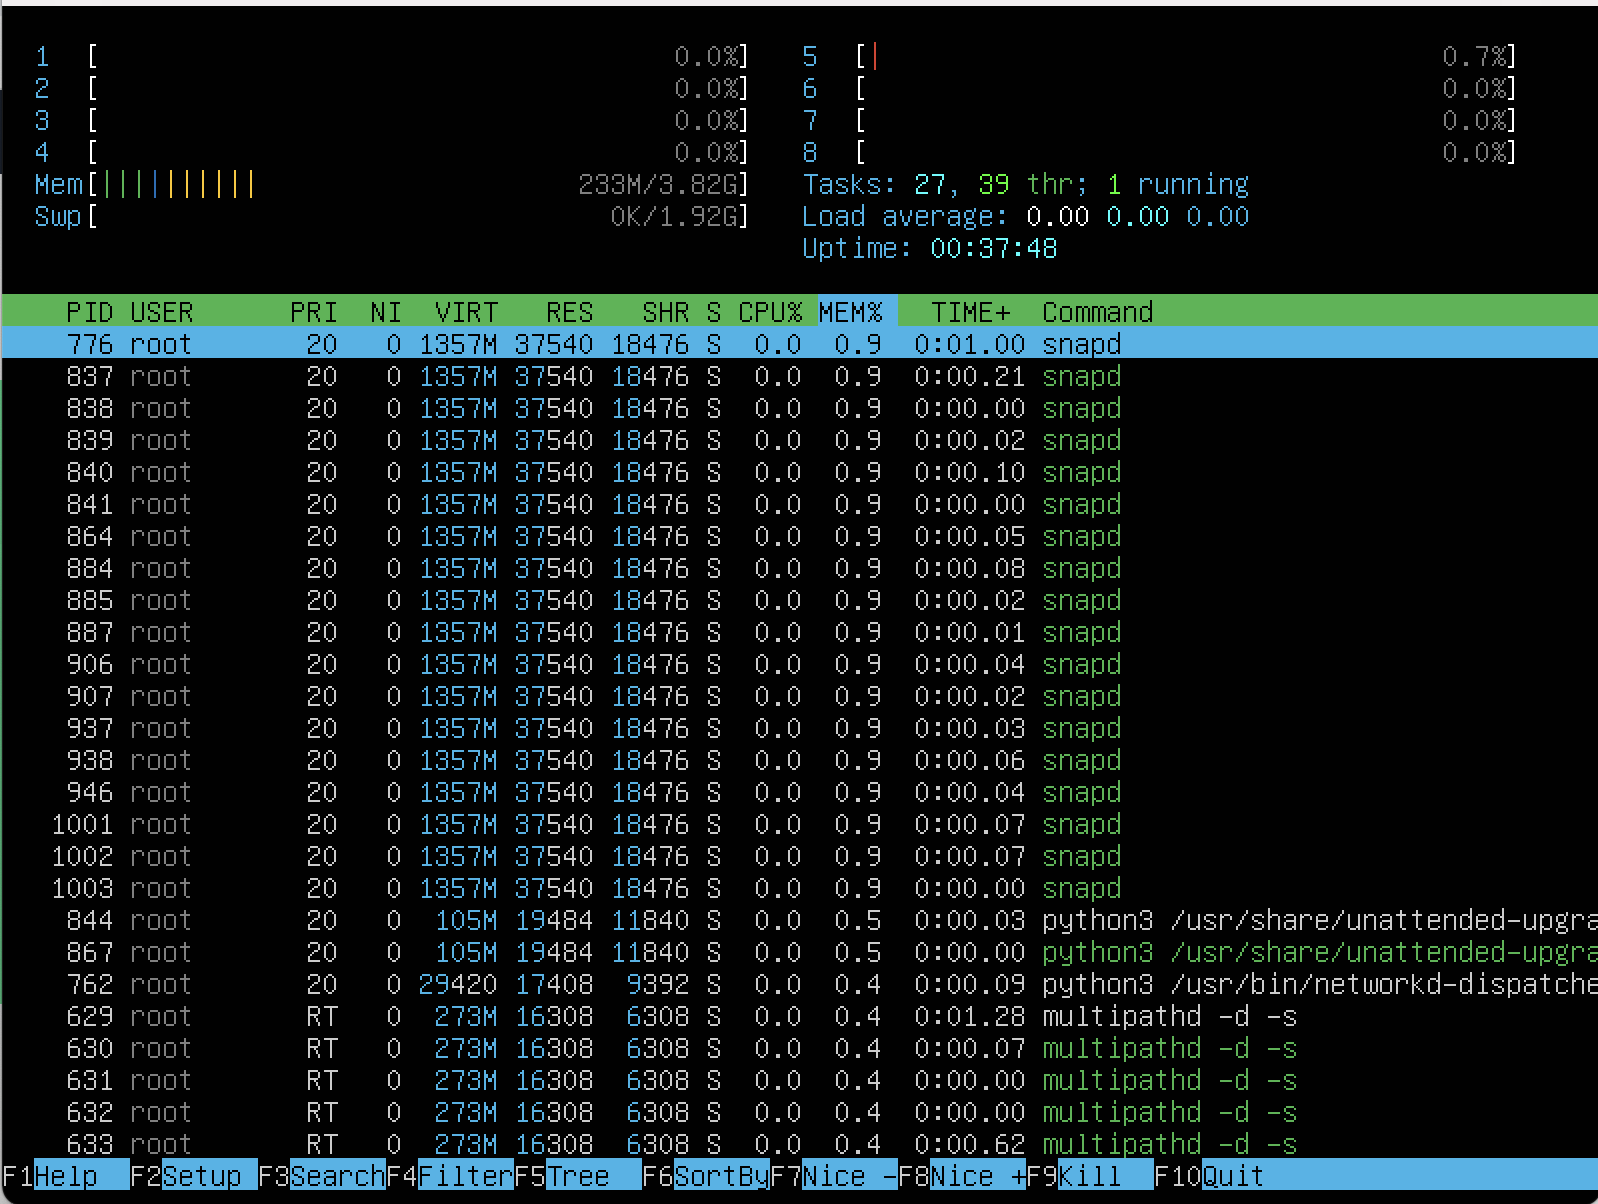 1 [ 0.0%] 5 [| 0.7%]
2 [ 0.0%] 6 [ 0.0%]
3 [ 0.0%] 7 [ 0.0%]
4 [ 0.0%] 8 [ 0.0%]
Mem[|||||||||| 233M/3.82G] Tasks: 27, 39 thr; 1 running
Swp[ 0K/1.92G] Load average: 0.00 0.00 0.00
Uptime: 00:37:48
PID USER PRI NI VIRT RES SHR S CPU% MEM% TIME+ Command
776 root 20 0 1357M 37540 18476 S 0.0 0.9 0:01.00 snapd
837 root 20 0 1357M 37540 18476 S 0.0 0.9 0:00.21 snapd
838 root 20 0 1357M 37540 18476 S 0.0 0.9 0:00.00 snapd
839 root 20 0 1357M 37540 18476 S 0.0 0.9 0:00.02 snapd
840 root 20 0 1357M 37540 18476 S 0.0 0.9 0:00.10 snapd
841 root 20 0 1357M 37540 18476 S 0.0 0.9 0:00.00 snapd
864 root 20 0 1357M 37540 18476 S 0.0 0.9 0:00.05 snapd
884 root 20 0 1357M 37540 18476 S 0.0 0.9 0:00.08 snapd
885 root 20 0 1357M 37540 18476 S 0.0 0.9 0:00.02 snapd
887 root 20 0 1357M 37540 18476 S 0.0 0.9 0:00.01 snapd
906 root 20 0 1357M 37540 18476 S 0.0 0.9 0:00.04 snapd
907 root 20 0 1357M 37540 18476 S 0.0 0.9 0:00.02 snapd
937 root 20 0 1357M 37540 18476 S 0.0 0.9 0:00.03 snapd
938 root 20 0 1357M 37540 18476 S 0.0 0.9 0:00.06 snapd
946 root 20 0 1357M 37540 18476 S 0.0 0.9 0:00.04 snapd
1001 root 20 0 1357M 37540 18476 S 0.0 0.9 0:00.07 snapd
1002 root 20 0 1357M 37540 18476 S 0.0 0.9 0:00.07 snapd
1003 root 20 0 1357M 37540 18476 S 0.0 0.9 0:00.00 snapd
844 root 20 0 105M 19484 11840 S 0.0 0.5 0:00.03 python3 /usr/share/unattended-upgra
867 root 20 0 105M 19484 11840 S 0.0 0.5 0:00.00 python3 /usr/share/unattended-upgra
762 root 20 0 29420 17408 9392 S 0.0 0.4 0:00.09 python3 /usr/bin/networkd-dispatche
629 root RT 0 273M 16308 6308 S 0.0 0.4 0:01.28 multipathd -d -s
630 root RT 0 273M 16308 6308 S 0.0 0.4 0:00.07 multipathd -d -s
631 root RT 0 273M 16308 6308 S 0.0 0.4 0:00.00 multipathd -d -s
632 root RT 0 273M 16308 6308 S 0.0 0.4 0:00.00 multipathd -d -s
633 root RT 0 273M 16308 6308 S 0.0 0.4 0:00.62 multipathd -d -s
F1Help F2Setup F3SearchF4FilterF5Tree F6SortByF7Nice -F8Nice +F9Kill F10Quit